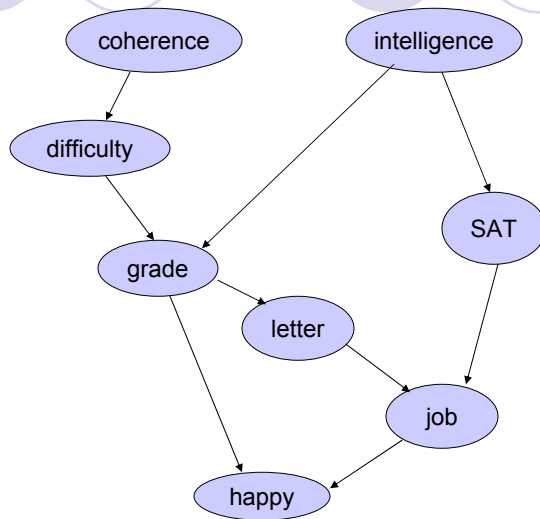 coherence
intelligence
difficulty
SAT
grade
letter
job
happy